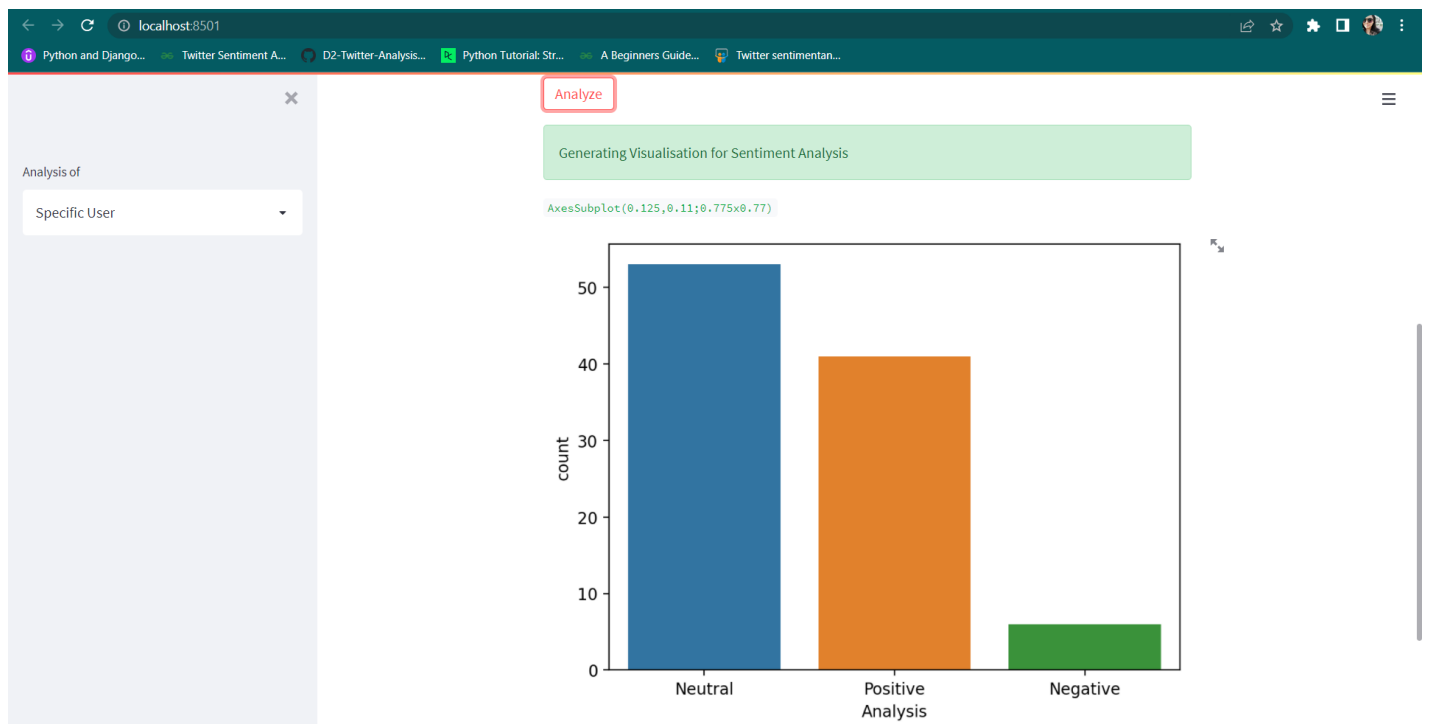 localhost:8501
Python and Django... Twitter Sentiment A... D2-Twitter-Analysis... Python Tutorial: Str... A Beginners Guide... Twitter sentimentan...
Analysis of
Specific User
Analyze
Generating Visualisation for Sentiment Analysis
AxesSubplot(0.125,0.11;0.775x0.77)
50
40
30
20
10
0
count
Neutral Positive Negative
Analysis